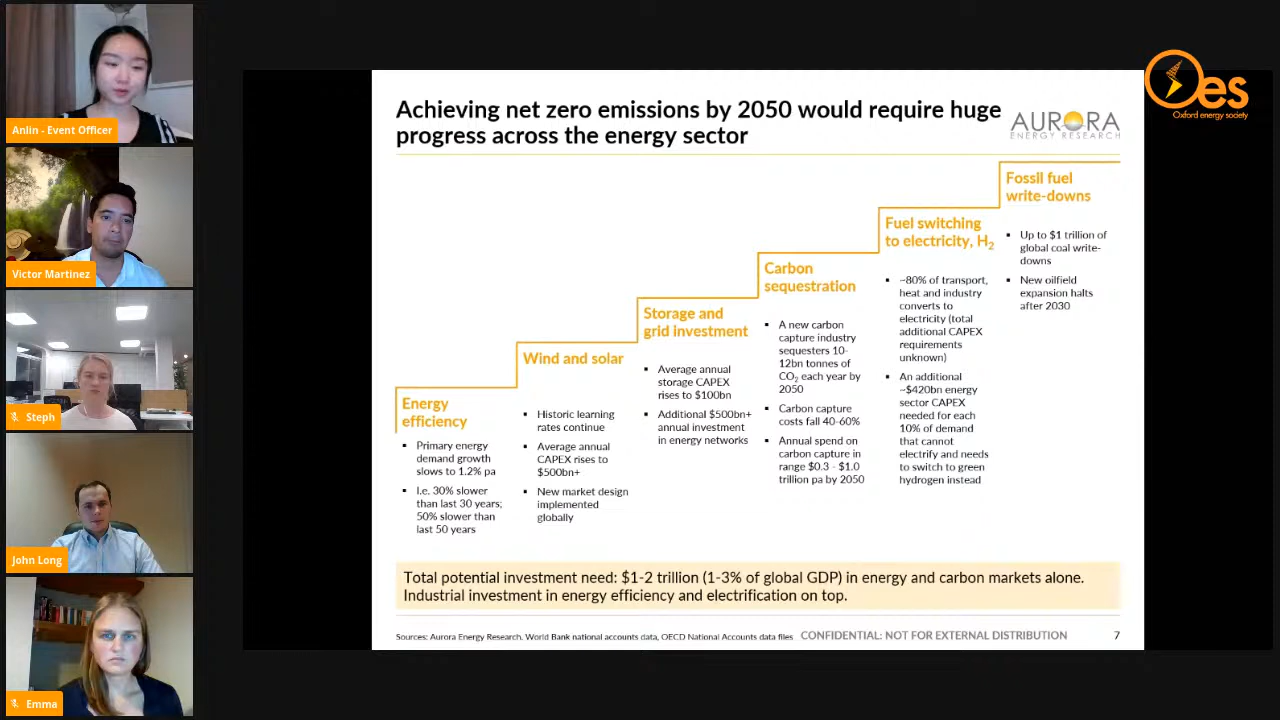 Anlin - Event Officer
Victor Martinez
Steph
John Long
Emma
Oes
Oxford energy society
Achieving net zero emissions by 2050 would require huge
progress across the energy sector
AURORA
ENERGY RESEARCH
Energy
efficiency
▪ Primary energy
demand growth
slows to 1.2% pa
▪ I.e. 30% slower
than last 30 years;
50% slower than
last 50 years
Wind and solar
▪ Historic learning
rates continue
▪ Average annual
CAPEX rises to
$500bn+
▪ New market design
implemented
globally
Storage and
grid investment
▪ Average annual
storage CAPEX
rises to $100bn
▪ Additional $500bn+
annual investment
in energy networks
Carbon
sequestration
▪ A new carbon
capture industry
sequesters 10-
12bn tonnes of
CO₂ each year by
2050
▪ Carbon capture
costs fall 40-60%
▪ Annual spend on
carbon capture in
range $0.3 - $1.0
trillion pa by 2050
Fuel switching
to electricity, H₂
▪ ~80% of transport,
heat and industry
converts to
electricity (total
additional CAPEX
requirements
unknown)
▪ An additional
~$420bn energy
sector CAPEX
needed for each
10% of demand
that cannot
electrify and needs
to switch to green
hydrogen instead
Fossil fuel
write-downs
▪ Up to $1 trillion of
global coal write-
downs
▪ New oilfield
expansion halts
after 2030
Total potential investment need: $1-2 trillion (1-3% of global GDP) in energy and carbon markets alone.
Industrial investment in energy efficiency and electrification on top.
Sources: Aurora Energy Research. World Bank national accounts data, OECD National Accounts data files
CONFIDENTIAL: NOT FOR EXTERNAL DISTRIBUTION
7